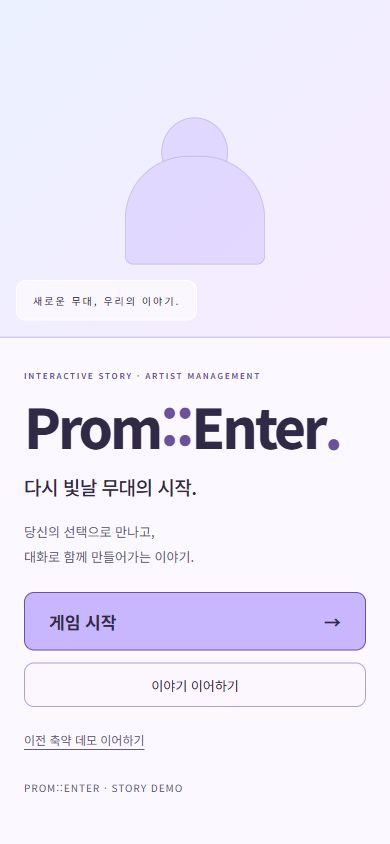 새로운 무대, 우리의 이야기.
INTERACTIVE STORY · ARTIST MANAGEMENT
Prom::Enter.
다시 빛날 무대의 시작.
당신의 선택으로 만나고,
대화로 함께 만들어가는 이야기.
게임 시작 →
이야기 이어하기
이전 축약 데모 이어하기
PROM::ENTER · STORY DEMO